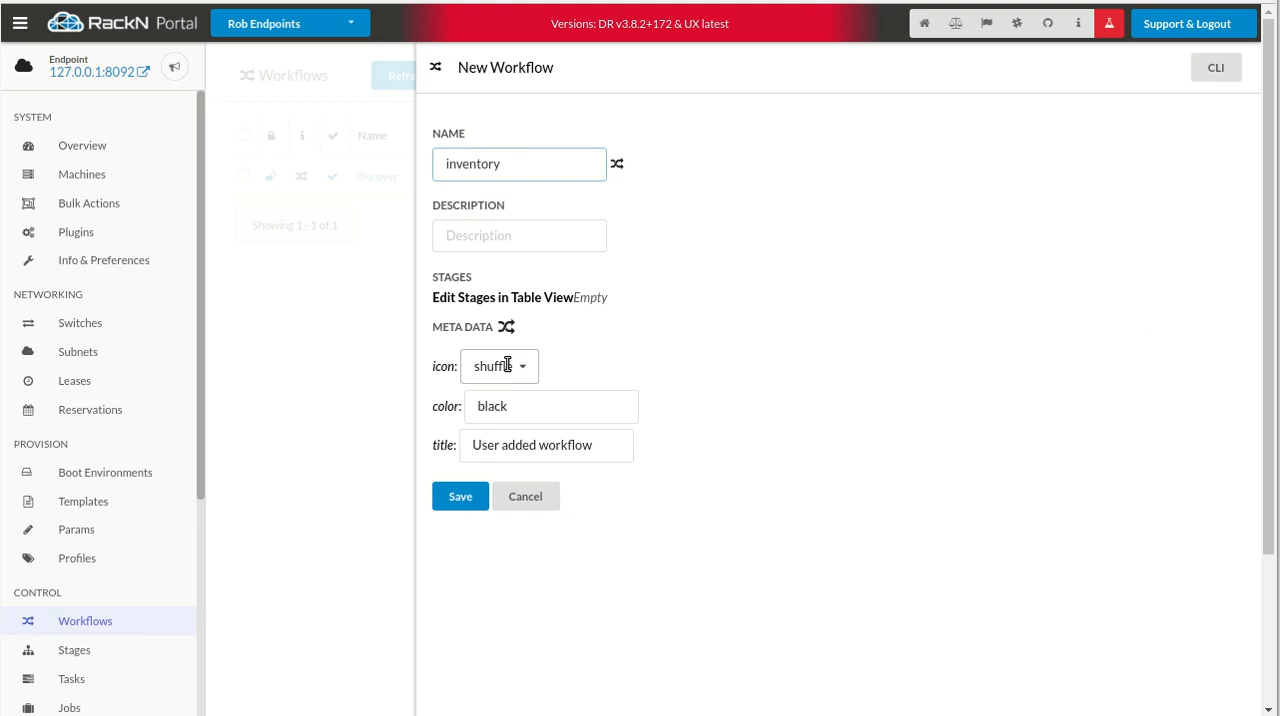 RackN Portal
Rob Endpoints
Versions: DR v3.8.2+172 & UX latest
Support & Logout
Endpoint
127.0.0.1:8092
SYSTEM
Overview
Machines
Bulk Actions
Plugins
Info & Preferences
NETWORKING
Switches
Subnets
Leases
Reservations
PROVISION
Boot Environments
Templates
Params
Profiles
CONTROL
Workflows
Stages
Tasks
Jobs
Workflows
Refre
Name
discover
Showing 1 - 1 of 1
New Workflow
CLI
NAME
inventory
DESCRIPTION
Description
STAGES
Edit Stages in Table ViewEmpty
META DATA
icon: shuffle
color: black
title: User added workflow
Save Cancel